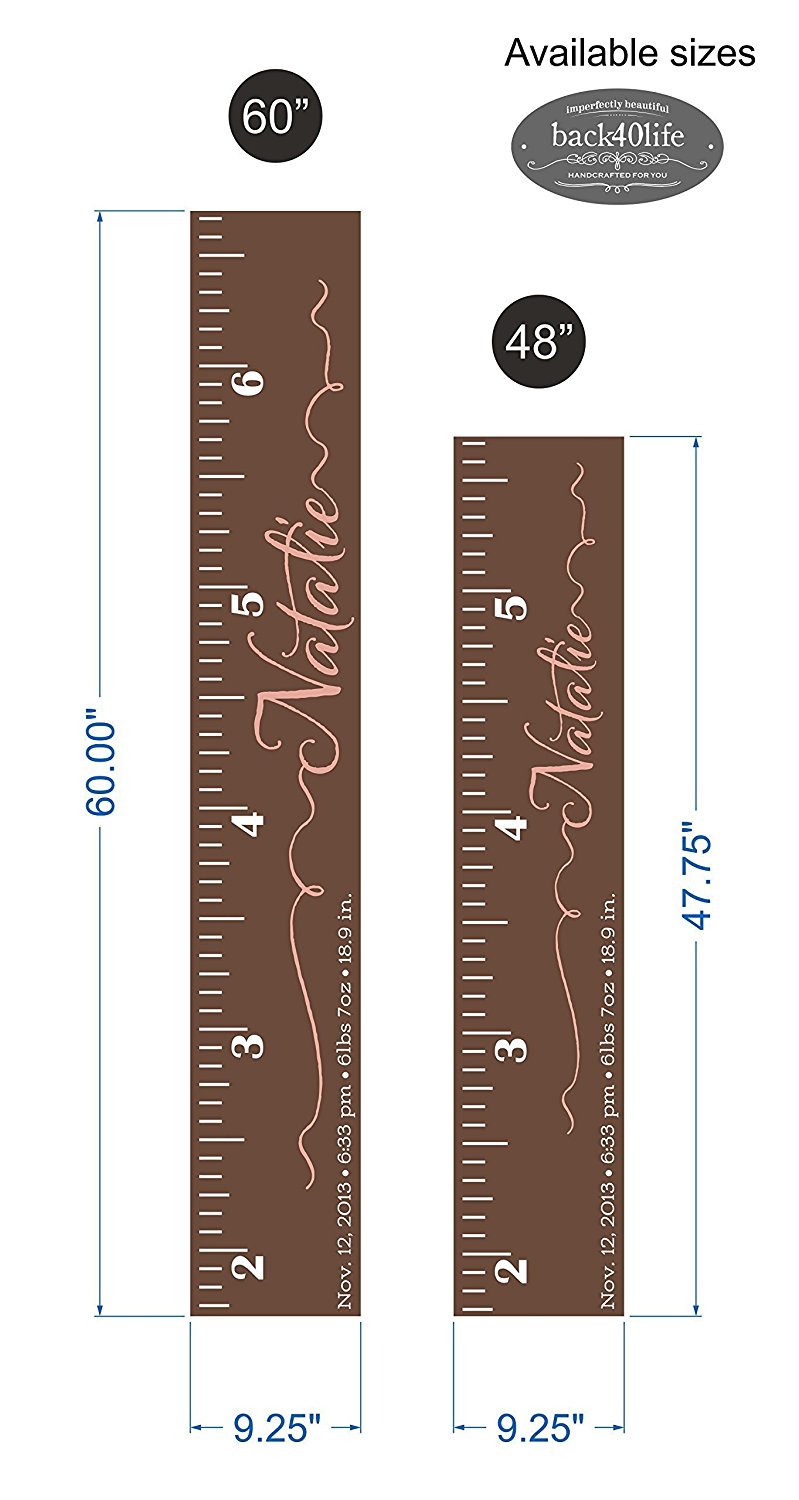 Available sizes
imperfectly beautiful
back40life
HANDCRAFTED FOR YOU
60”
48”
60.00"
6
5
4
3
2
Natalie
Nov. 12, 2013 • 6:33 pm • 6lbs 7oz • 18.9 in.
9.25"
5
4
3
2
Natalie
Nov. 12, 2013 • 6:33 pm • 6lbs 7oz • 18.9 in.
47.75"
9.25"